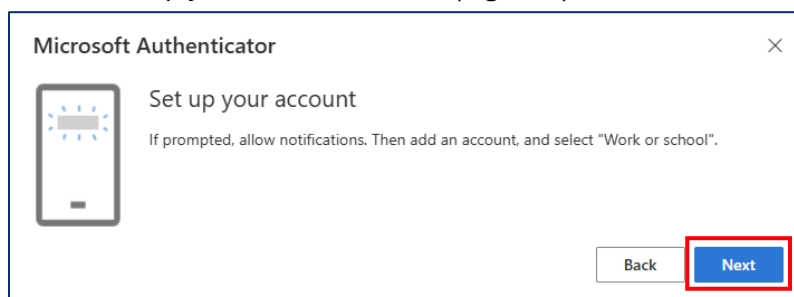 Microsoft Authenticator
Set up your account
If prompted, allow notifications. Then add an account, and select "Work or school".
Back Next